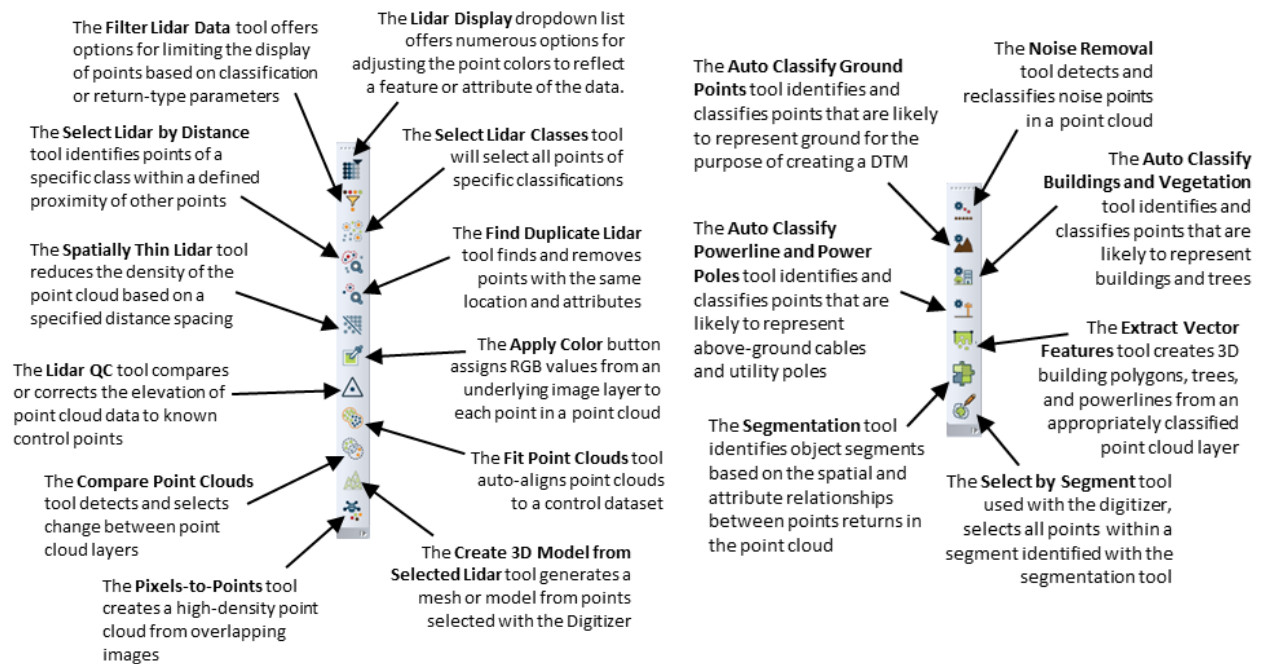 The Filter Lidar Data tool offers
options for limiting the display
of points based on classification
or return-type parameters
The Lidar Display dropdown list
offers numerous options for
adjusting the point colors to reflect
a feature or attribute of the data.
The Select Lidar by Distance
tool identifies points of a
specific class within a defined
proximity of other points
The Select Lidar Classes tool
will select all points of
specific classifications
The Spatially Thin Lidar tool
reduces the density of the
point cloud based on a
specified distance spacing
The Find Duplicate Lidar
tool finds and removes
points with the same
location and attributes
The Lidar QC tool compares
or corrects the elevation of
point cloud data to known
control points
The Apply Color button
assigns RGB values from an
underlying image layer to
each point in a point cloud
The Compare Point Clouds
tool detects and selects
change between point
cloud layers
The Fit Point Clouds tool
auto-aligns point clouds
to a control dataset
The Pixels-to-Points tool
creates a high-density point
cloud from overlapping
images
The Create 3D Model from
Selected Lidar tool generates a
mesh or model from points
selected with the Digitizer
The Auto Classify Ground
Points tool identifies and
classifies points that are likely
to represent ground for the
purpose of creating a DTM
The Noise Removal
tool detects and
reclassifies noise points
in a point cloud
The Auto Classify
Buildings and Vegetation
tool identifies and
classifies points that are
likely to represent
buildings and trees
The Auto Classify
Powerline and Power
Poles tool identifies and
classifies points that are
likely to represent
above-ground cables
and utility poles
The Extract Vector
Features tool creates 3D
building polygons, trees,
and powerlines from an
appropriately classified
point cloud layer
The Segmentation tool
identifies object segments
based on the spatial and
attribute relationships
between points returns in
the point cloud
The Select by Segment tool
used with the digitizer,
selects all points within a
segment identified with the
segmentation tool